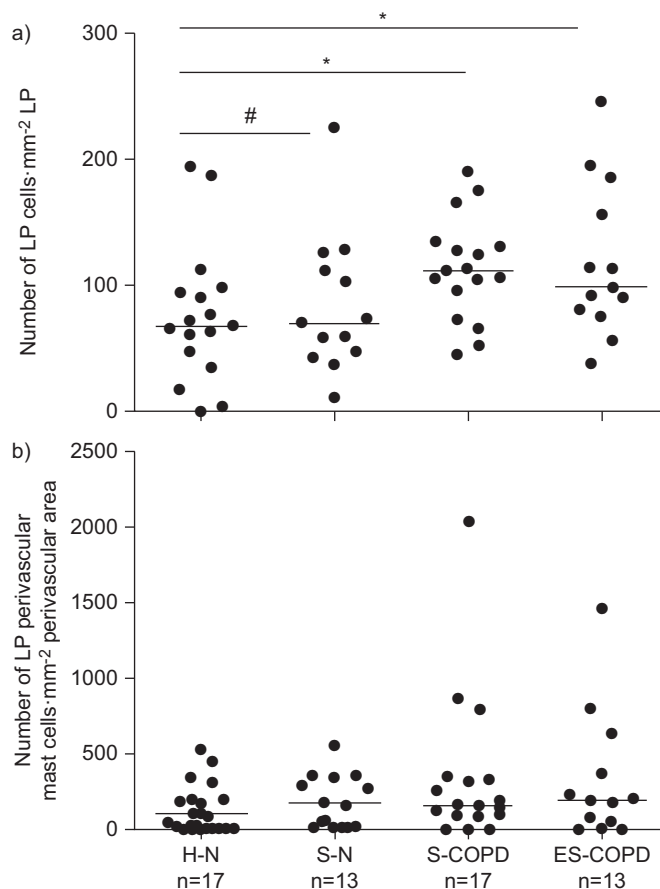 a)
300
200
100
0
Number of LP cells·mm-2 LP
*
*
#
b)
2500
2000
1500
1000
500
0
Number of LP perivascular
mast cells·mm-2 perivascular area
H-N S-N S-COPD ES-COPD
n=17 n=13 n=17 n=13